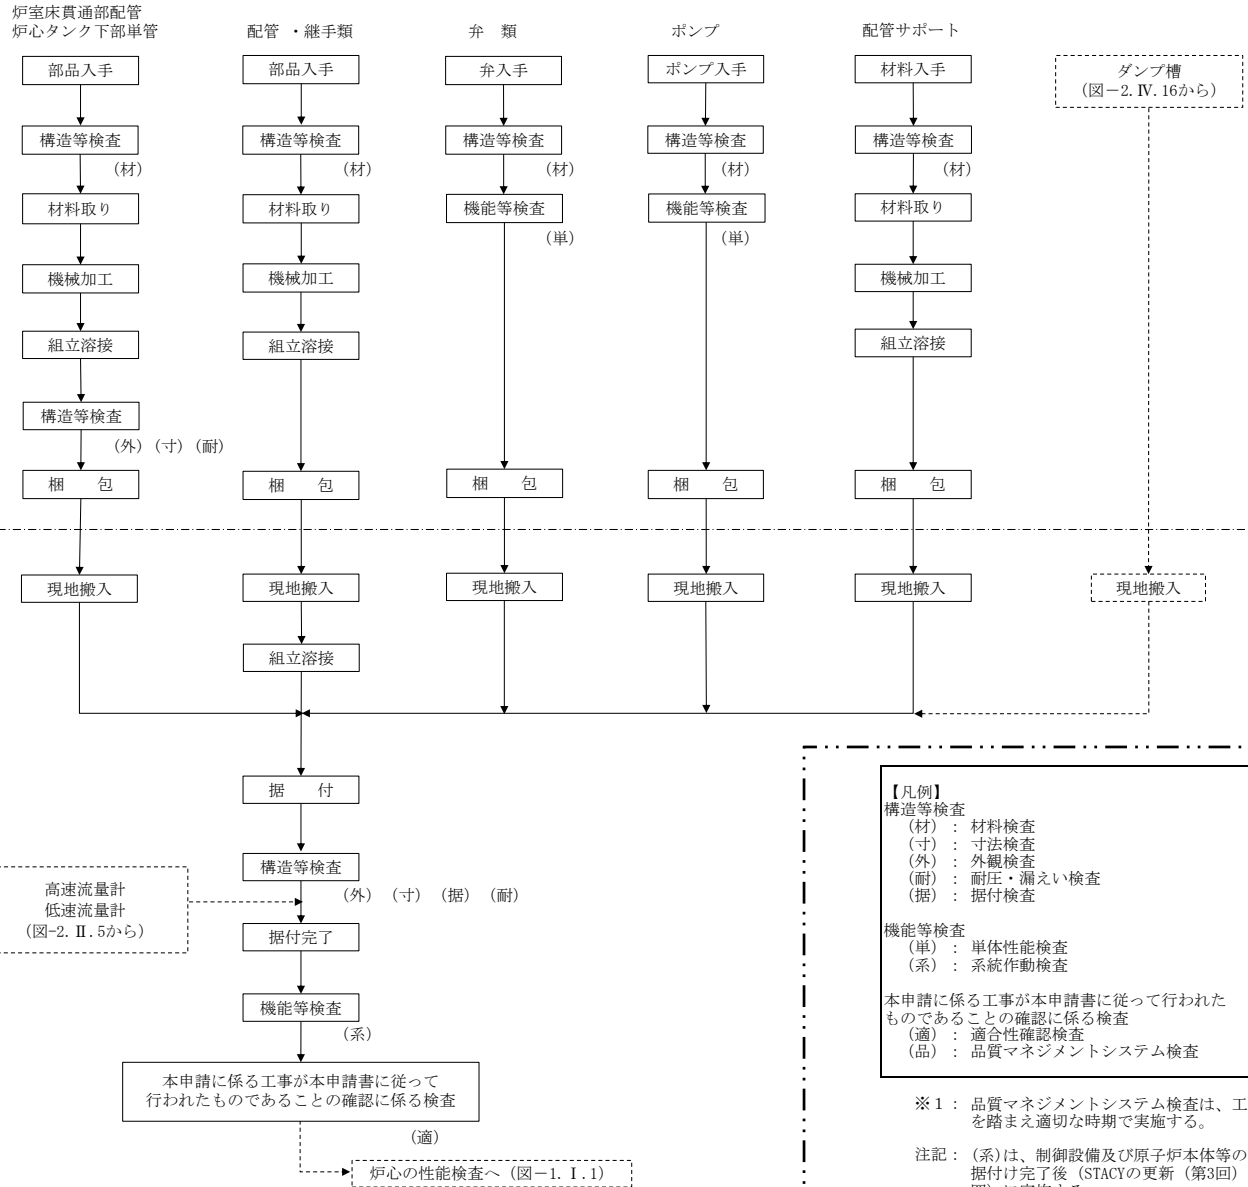 炉室床貫通部配管
炉心タンク下部単管
配管 ・継手類
弁 類
ポンプ
配管サポート
部品入手
部品入手
弁入手
ポンプ入手
材料入手
ダンプ槽
(図－2.Ⅳ.16から)
構造等検査
構造等検査
構造等検査
構造等検査
構造等検査
(材)
(材)
(材)
(材)
(材)
材料取り
材料取り
機能等検査
機能等検査
材料取り
(単)
(単)
機械加工
機械加工
機械加工
組立溶接
組立溶接
組立溶接
構造等検査
(外) (寸) (耐)
梱 包
梱 包
梱 包
梱 包
梱 包
現地搬入
現地搬入
現地搬入
現地搬入
現地搬入
現地搬入
組立溶接
据 付
構造等検査
(外) (寸) (据) (耐)
高速流量計
低速流量計
(図-2.Ⅱ.5から)
据付完了
機能等検査
(系)
本申請に係る工事が本申請書に従って
行われたものであることの確認に係る検査
(適)
炉心の性能検査へ (図－1.Ⅰ.1)
【凡例】
構造等検査
(材) : 材料検査
(寸) : 寸法検査
(外) : 外観検査
(耐) : 耐圧・漏えい検査
(据) : 据付検査
機能等検査
(単) : 単体性能検査
(系) : 系統作動検査
本申請に係る工事が本申請書に従って行われた
ものであることの確認に係る検査
(適) : 適合性確認検査
(品) : 品質マネジメントシステム検査
※1 : 品質マネジメントシステム検査は、工
を踏まえ適切な時期で実施する。
注記 : (系)は、制御設備及び原子炉本体等の
据付け完了後 (STACYの更新 (第3回)